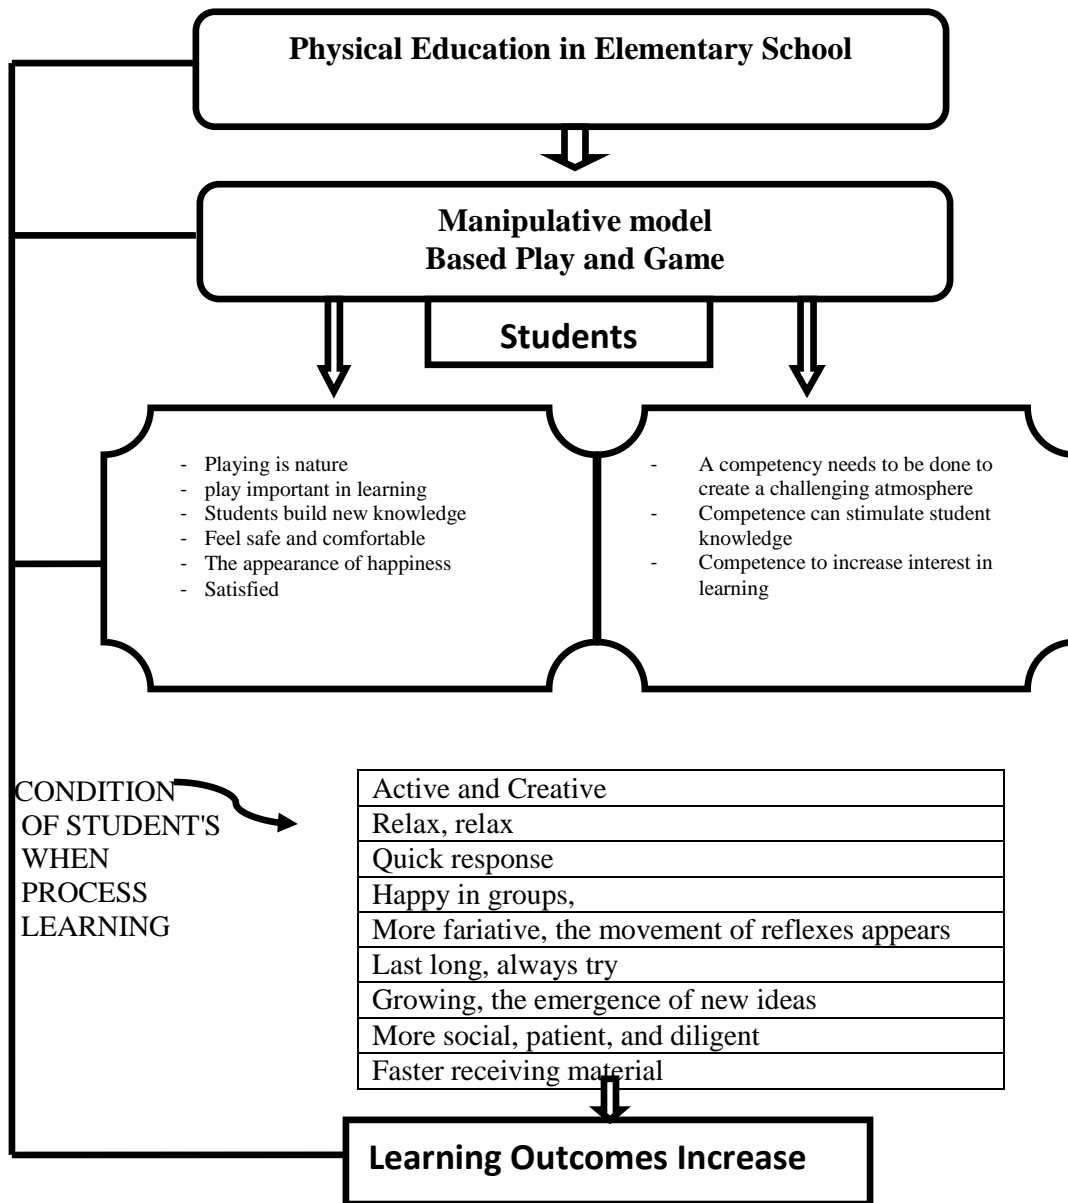 Physical Education in Elementary School
Manipulative model
Based Play and Game
Students
- Playing is nature
- play important in learning
- Students build new knowledge
- Feel safe and comfortable
- The appearance of happiness
- Satisfied
- A competency needs to be done to
create a challenging atmosphere
- Competence can stimulate student
knowledge
- Competence to increase interest in
learning
CONDITION
OF STUDENT'S
WHEN
PROCESS
LEARNING
Active and Creative
Relax, relax
Quick response
Happy in groups,
More fariative, the movement of reflexes appears
Last long, always try
Growing, the emergence of new ideas
More social, patient, and diligent
Faster receiving material
Learning Outcomes Increase